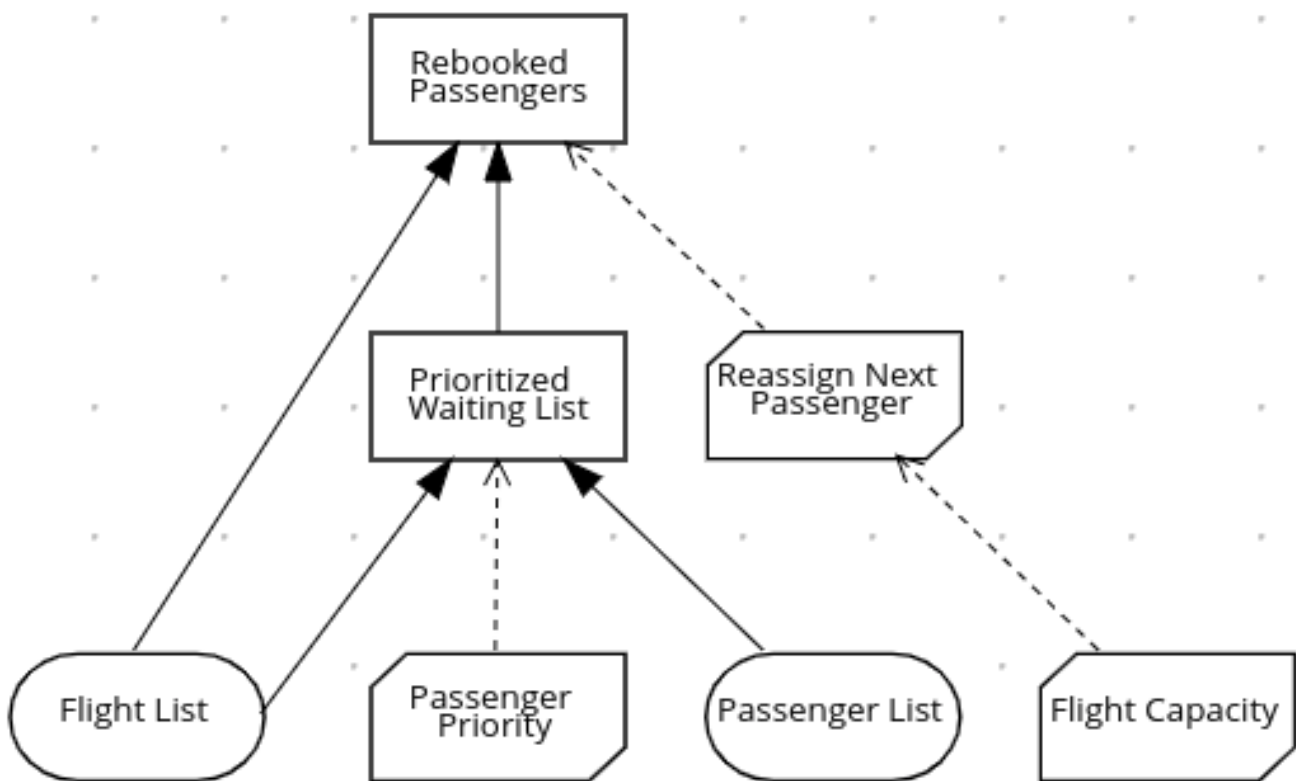 Rebooked
Passengers
Prioritized
Waiting List
Reassign Next
Passenger
Flight List
Passenger
Priority
Passenger List
Flight Capacity